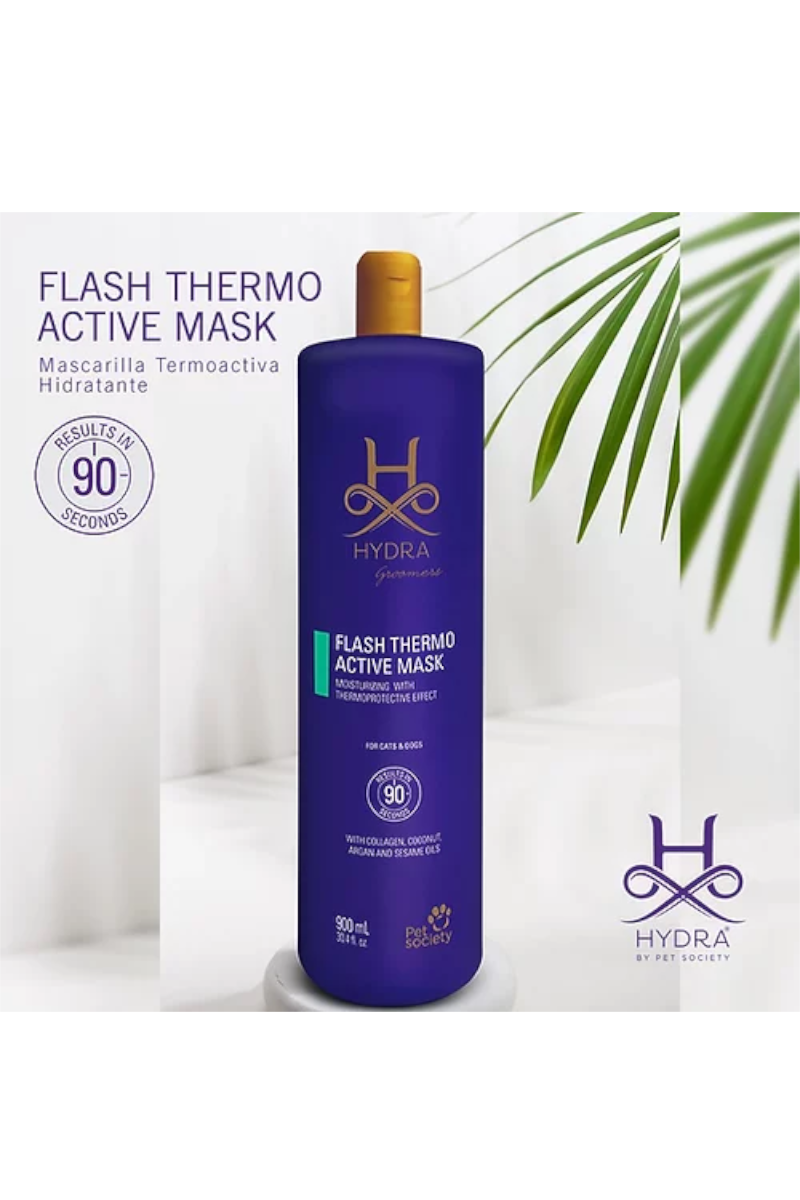 FLASH THERMO
ACTIVE MASK
Mascarilla Termoactiva
Hidratante
RESULTS IN
90
SECONDS
H
HYDRA
Groomers
FLASH THERMO
ACTIVE MASK
MOISTURIZING WITH
THERMOPROTECTIVE EFFECT
FOR CATS & DOGS
RESULTS IN
90
SECONDS
WITH COLLAGEN, COCONUT,
ARGAN AND SESAME OILS
900 mL
30.4 fl. oz
Pet
society
H
HYDRA®
BY PET SOCIETY